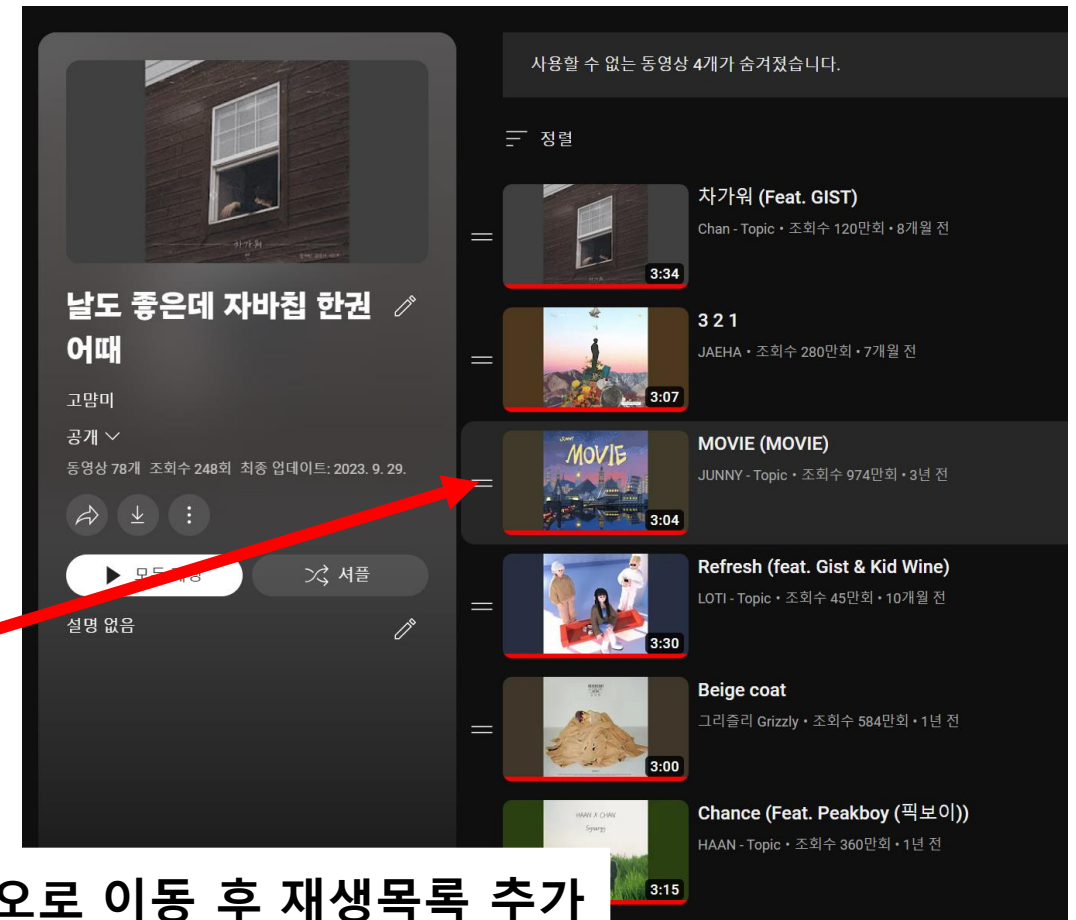 사용할 수 없는 동영상 4개가 숨겨졌습니다.
정렬
차가워
날도 좋은데 자바칩 한권
어때
고먐미
공개
동영상 78개 조회수 248회 최종 업데이트: 2023. 9. 29.
셔플
설명 없음
차가워 (Feat. GIST)
Chan - Topic • 조회수 120만회 • 8개월 전
3:34
3 2 1
JAEHA • 조회수 280만회 • 7개월 전
3:07
MOVIE
MOVIE (MOVIE)
JUNNY - Topic • 조회수 974만회 • 3년 전
3:04
Refresh (feat. Gist & Kid Wine)
LOTI - Topic • 조회수 45만회 • 10개월 전
3:30
Beige coat
그리즐리 Grizzly • 조회수 584만회 • 1년 전
3:00
HAAN X CHAN
Synergy
Chance (Feat. Peakboy (픽보이))
HAAN - Topic • 조회수 360만회 • 1년 전
3:15
오로 이동 후 재생목록 추가